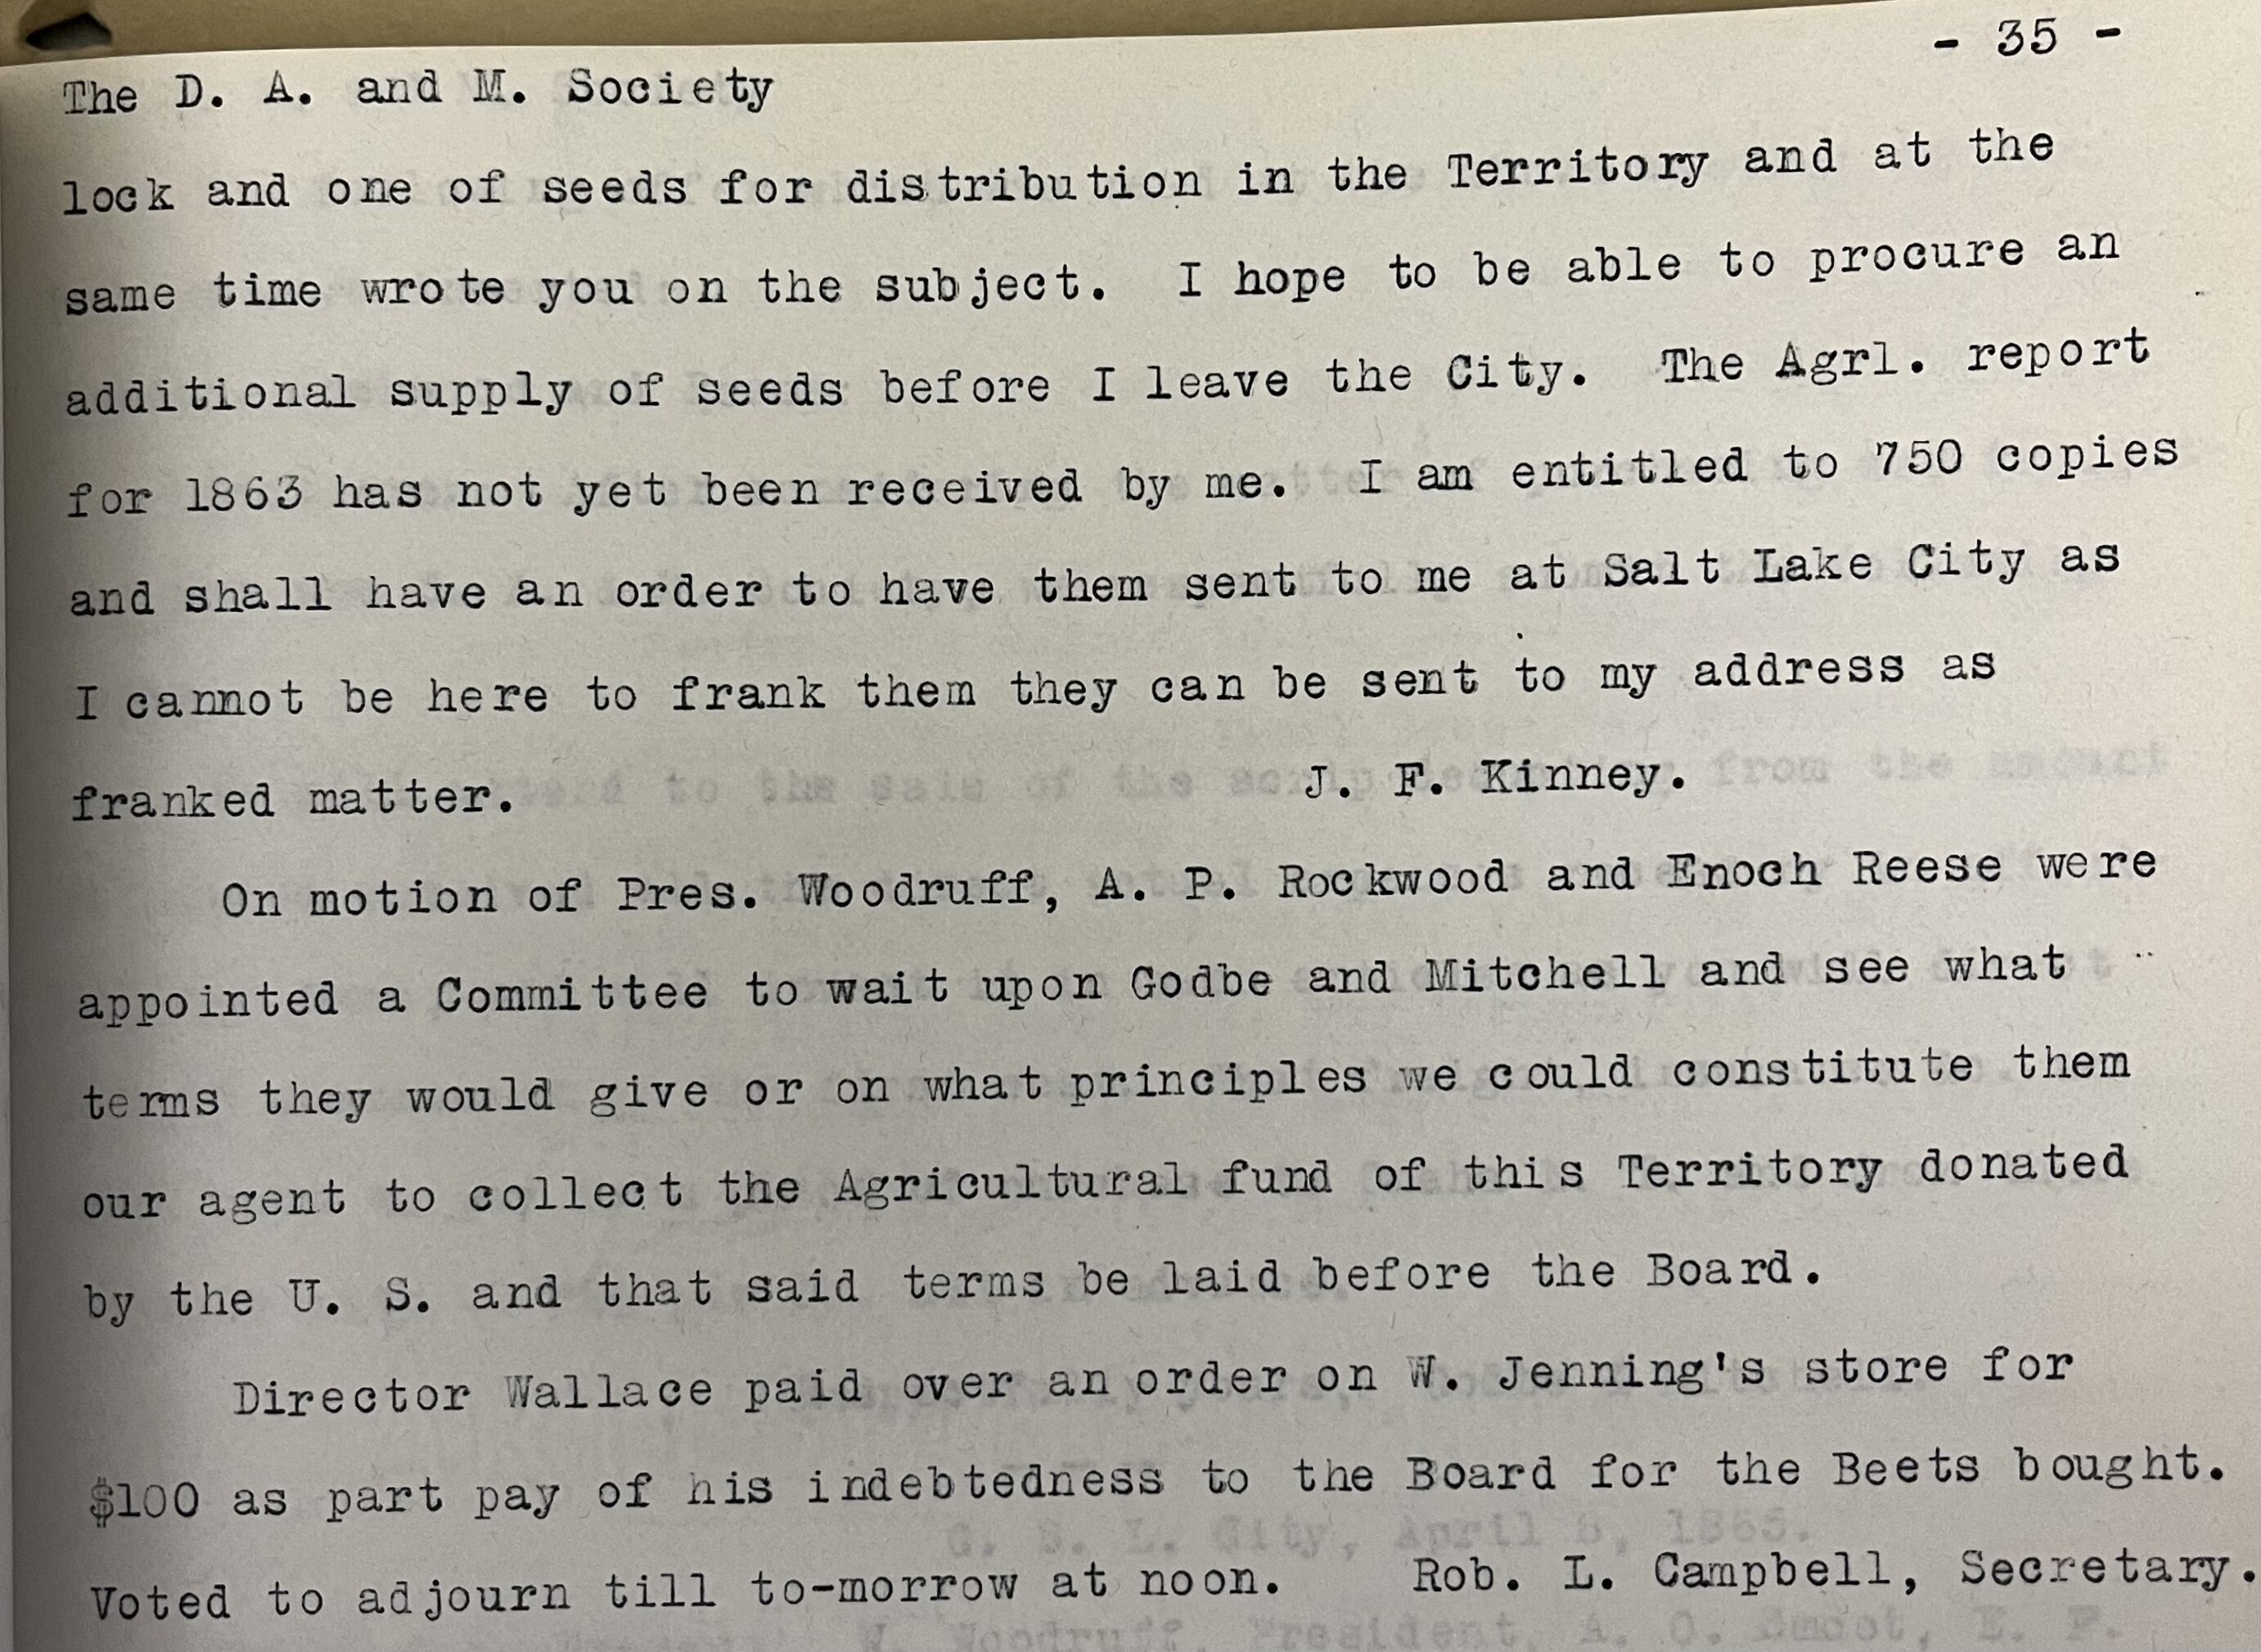 - 35 -
The D. A. and M. Society
lock and one of seeds for distribution in the Territory and at the
same time wrote you on the subject. I hope to be able to procure an
additional supply of seeds before I leave the City. The Agrl. report
for 1863 has not yet been received by me. I am entitled to 750 copies
and shall have an order to have them sent to me at Salt Lake City as
I cannot be here to frank them they can be sent to my address as
franked matter. J. F. Kinney.
On motion of Pres. Woodruff, A. P. Rockwood and Enoch Reese were
appointed a Committee to wait upon Godbe and Mitchell and see what
terms they would give or on what principles we could constitute them
our agent to collect the Agricultural fund of this Territory donated
by the U. S. and that said terms be laid before the Board.
Director Wallace paid over an order on W. Jenning's store for
$100 as part pay of his indebtedness to the Board for the Beets bought.
Voted to adjourn till to-morrow at noon. Rob. L. Campbell, Secretary.